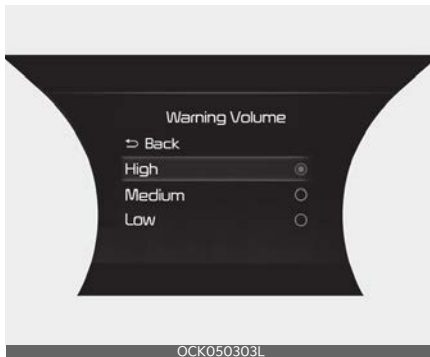 Warning Volume
Back
High
Medium
Low
OCK050303L